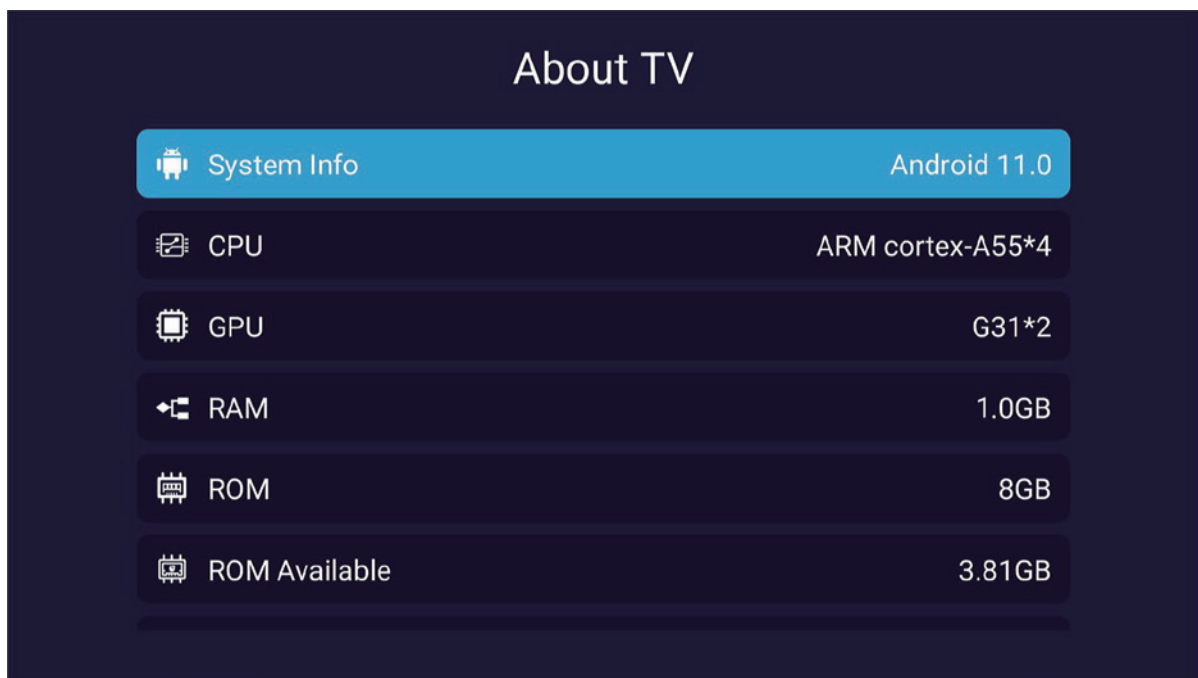 About TV
System Info Android 11.0
CPU ARM cortex-A55*4
GPU G31*2
RAM 1.0GB
ROM 8GB
ROM Available 3.81GB